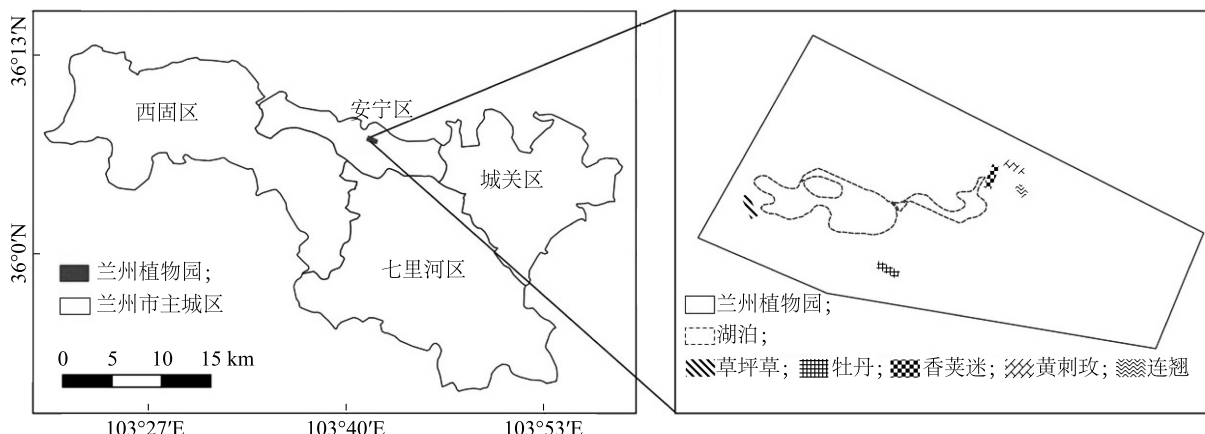 36°13′N
36°0′N
西固区
安宁区
城关区
七里河区
兰州植物园;
兰州市主城区
0 5 10 15 km
103°27′E 103°40′E 103°53′E
兰州植物园;
湖泊;
草坪草; 牡丹; 香荚迷; 黄刺玫; 连翘